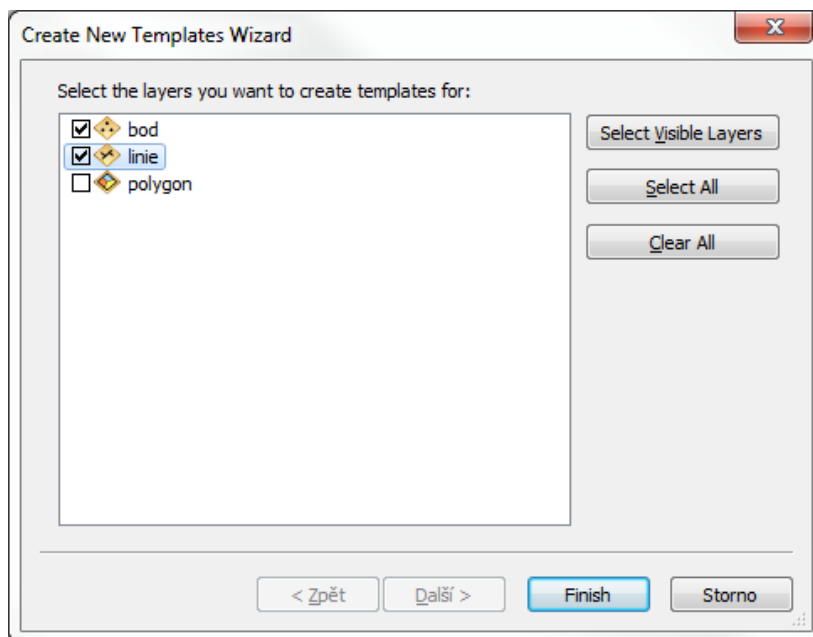 Create New Templates Wizard
Select the layers you want to create templates for:
bod
linie
polygon
Select Visible Layers
Select All
Clear All
< Zpět
Další >
Finish
Storno